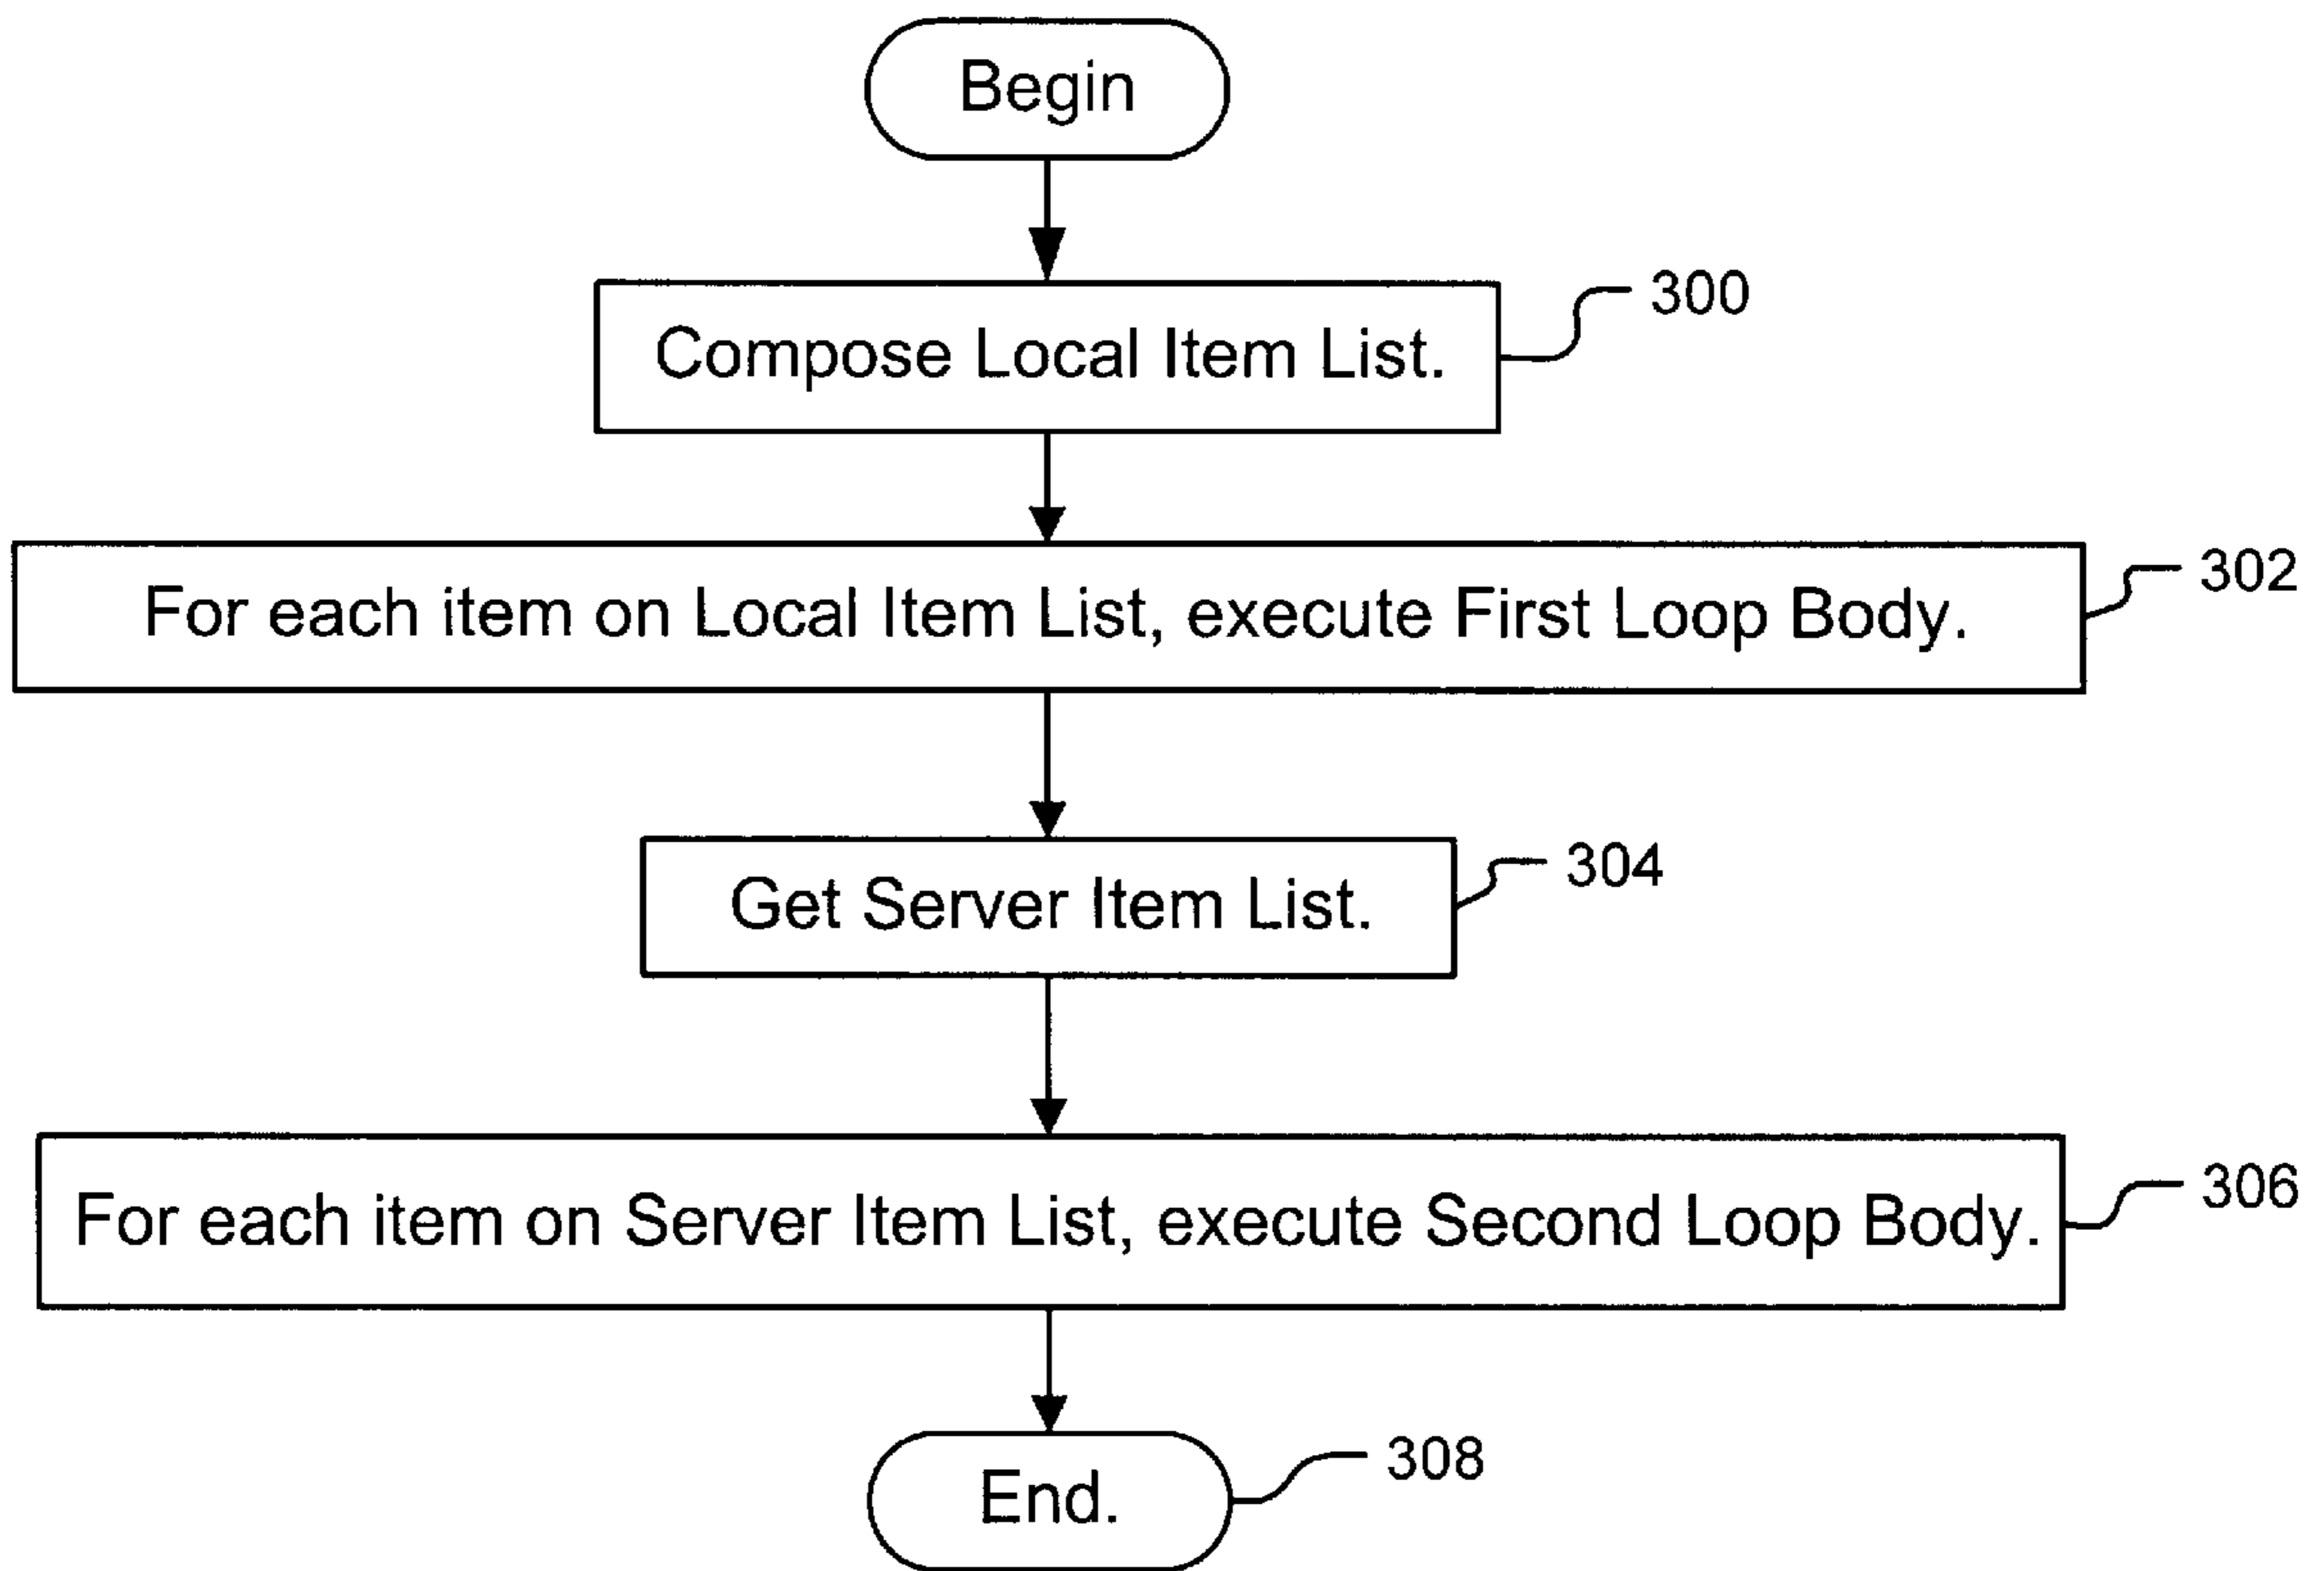 Begin
Compose Local Item List.
300
For each item on Local Item List, execute First Loop Body.
302
Get Server Item List.
304
For each item on Server Item List, execute Second Loop Body.
306
End.
308